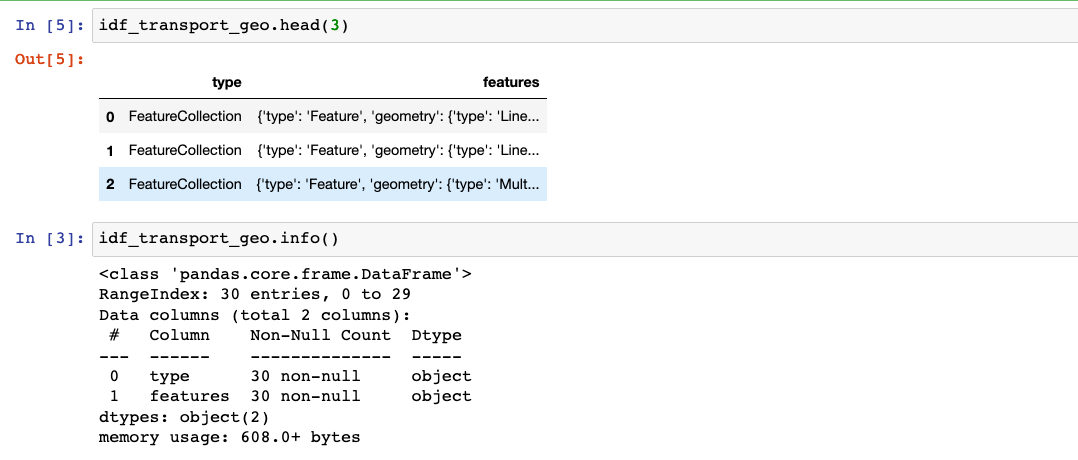 In [5]: idf_transport_geo.head(3)
Out[5]:
type features
0 FeatureCollection {'type': 'Feature', 'geometry': {'type': 'Line...
1 FeatureCollection {'type': 'Feature', 'geometry': {'type': 'Line...
2 FeatureCollection {'type': 'Feature', 'geometry': {'type': 'Mult...
In [3]: idf_transport_geo.info()
<class 'pandas.core.frame.DataFrame'>
RangeIndex: 30 entries, 0 to 29
Data columns (total 2 columns):
# Column Non-Null Count Dtype
--- ------ -------------- -----
0 type 30 non-null object
1 features 30 non-null object
dtypes: object(2)
memory usage: 608.0+ bytes